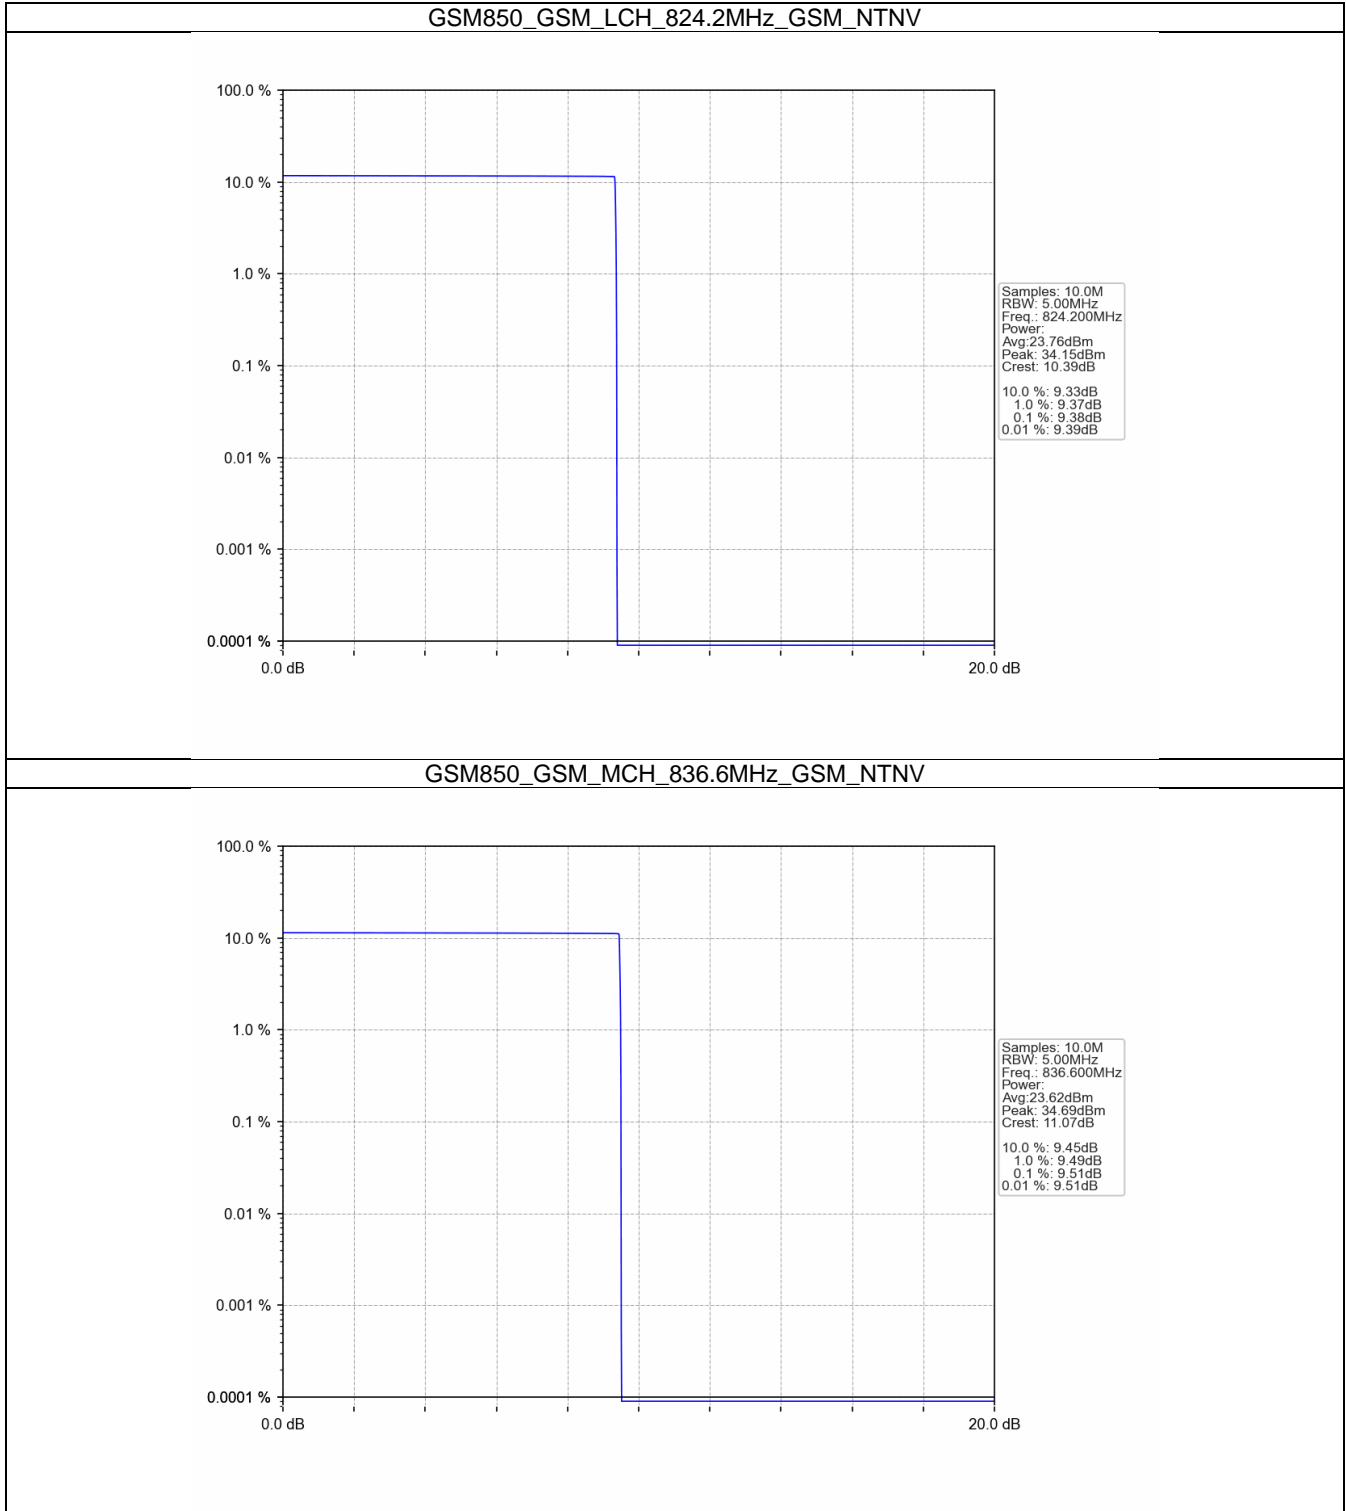 GSM850_GSM_LCH_824.2MHz_GSM_NTNV
100.0 %
10.0 %
1.0 %
0.1 %
0.01 %
0.001 %
0.0001 %
0.0 dB
20.0 dB
Samples: 10.0M
RBW: 5.00MHz
Freq.: 824.200MHz
Power:
Avg:23.76dBm
Peak: 34.15dBm
Crest: 10.39dB
10.0 %: 9.33dB
1.0 %: 9.37dB
0.1 %: 9.38dB
0.01 %: 9.39dB
GSM850_GSM_MCH_836.6MHz_GSM_NTNV
100.0 %
10.0 %
1.0 %
0.1 %
0.01 %
0.001 %
0.0001 %
0.0 dB
20.0 dB
Samples: 10.0M
RBW: 5.00MHz
Freq.: 836.600MHz
Power:
Avg:23.62dBm
Peak: 34.69dBm
Crest: 11.07dB
10.0 %: 9.45dB
1.0 %: 9.49dB
0.1 %: 9.51dB
0.01 %: 9.51dB